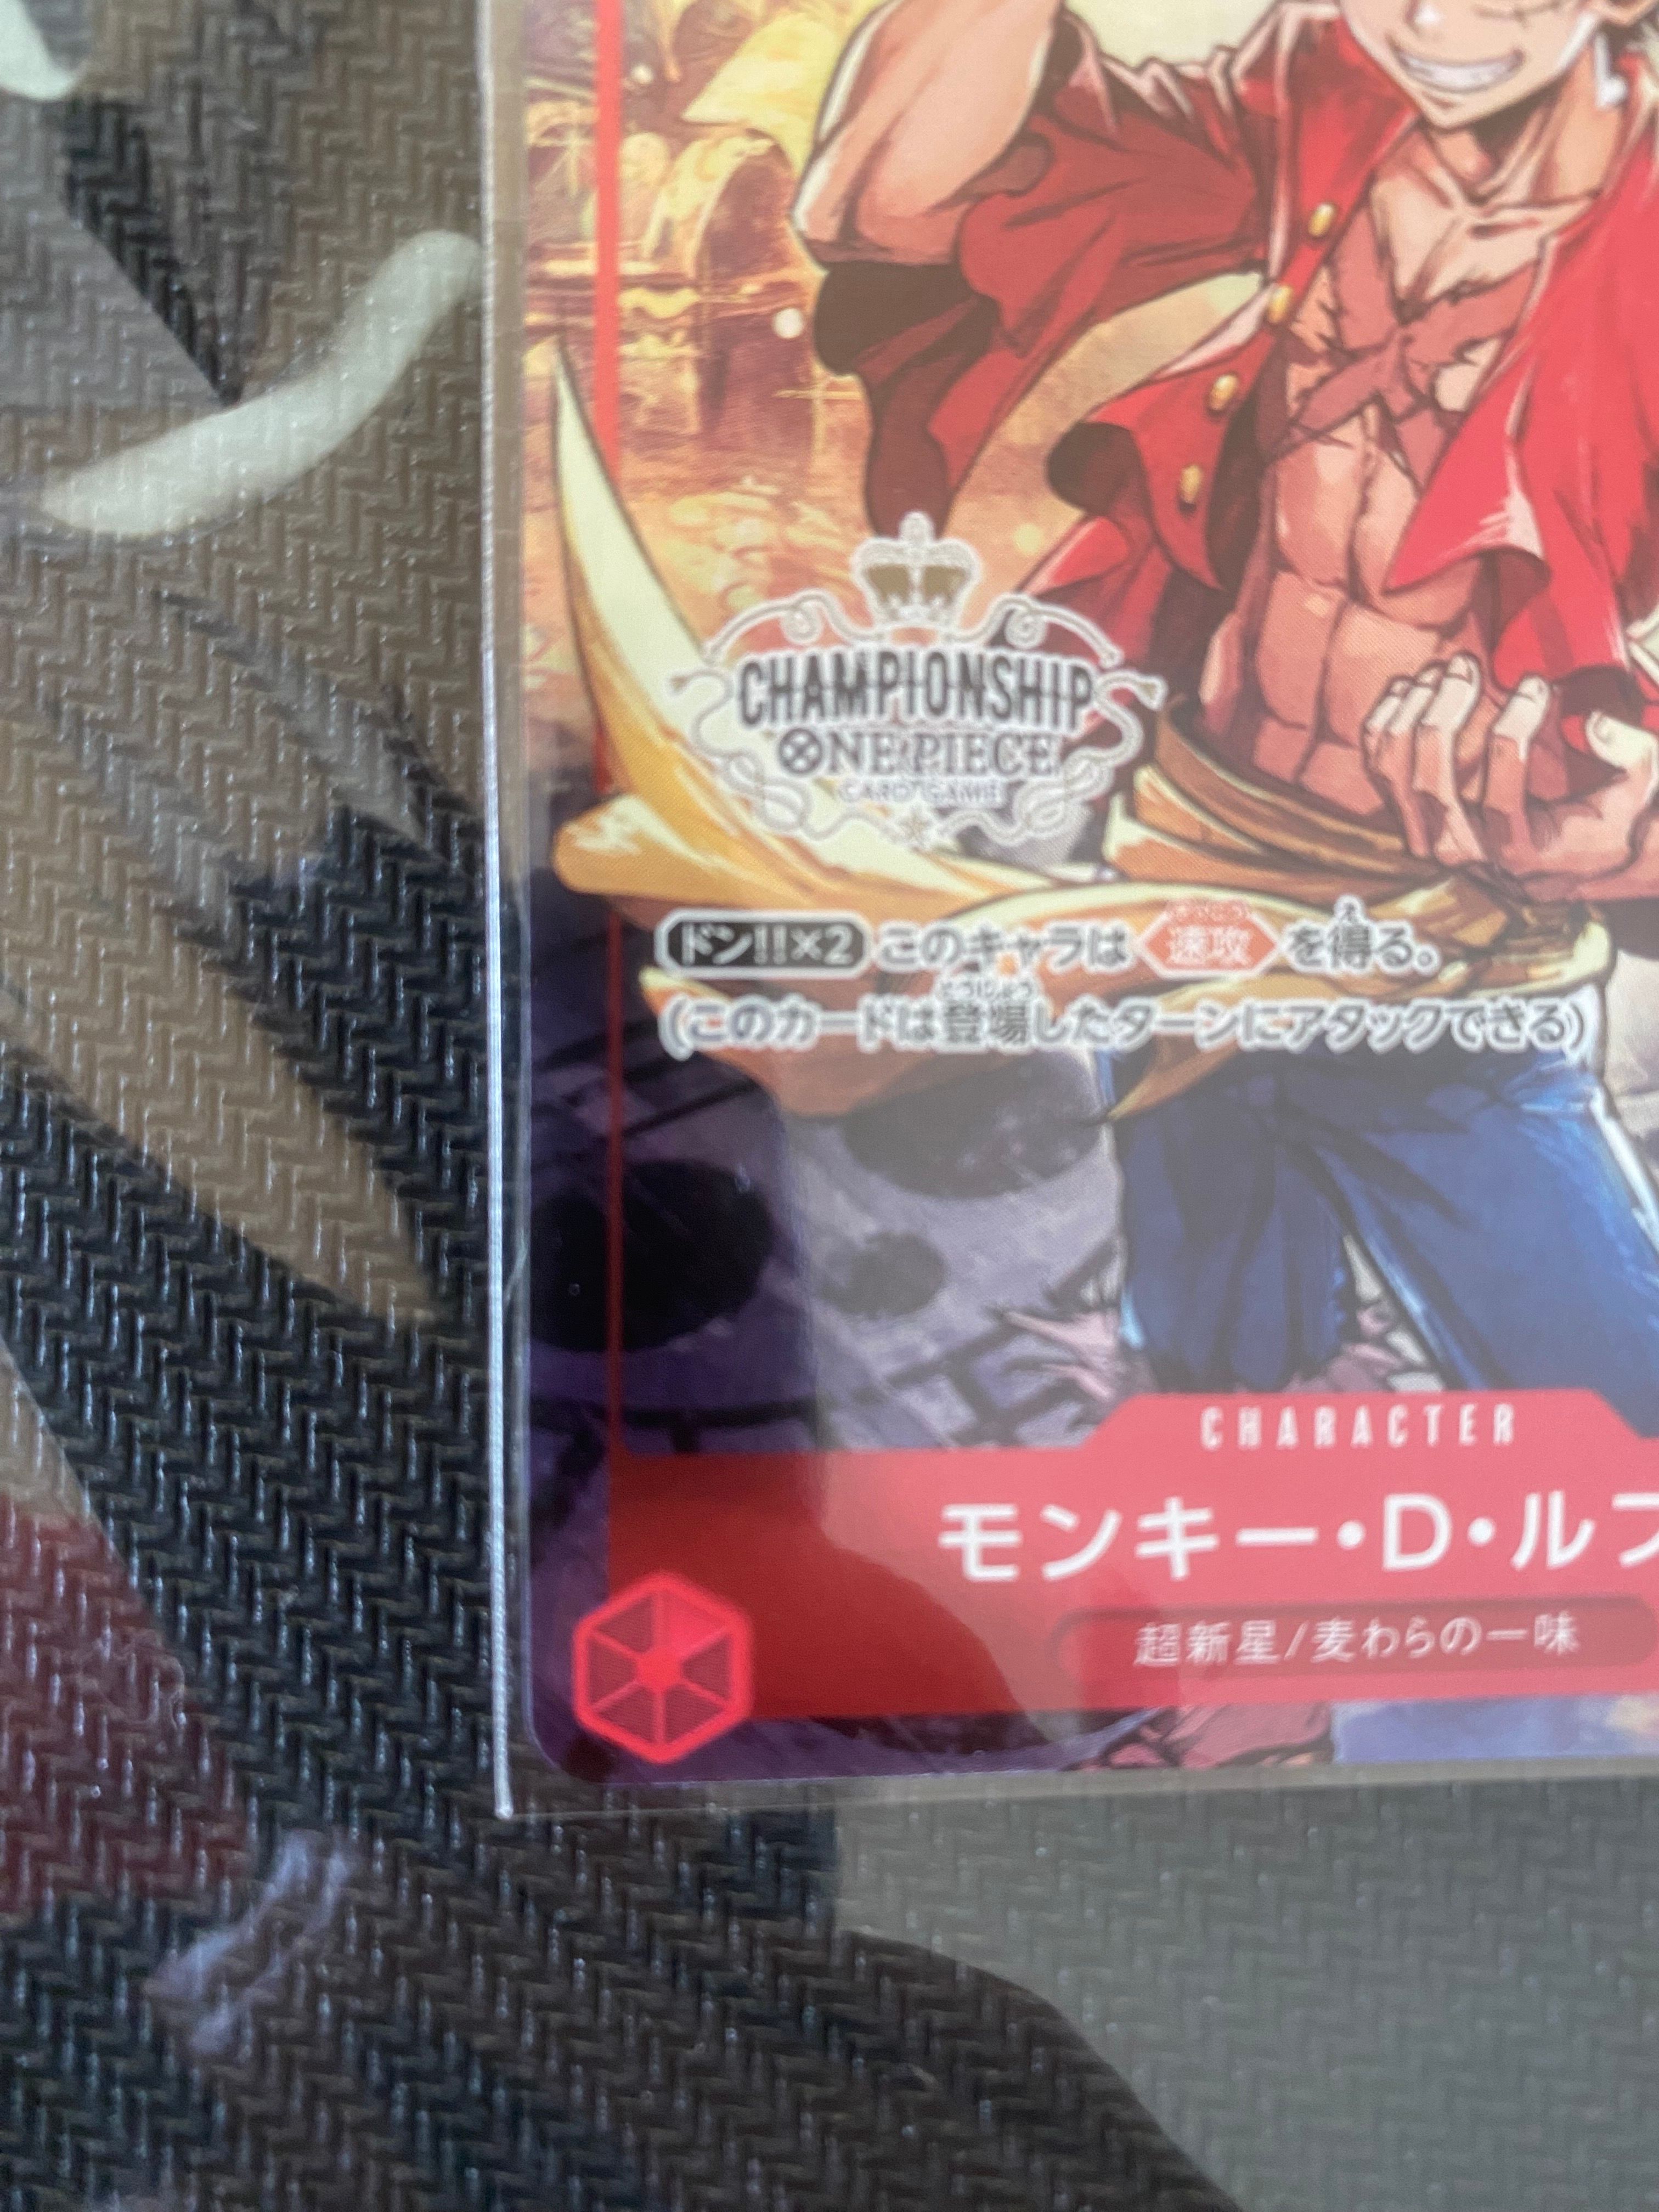 CHAMPIONSHIP
ONE PIECE
CARD GAME
ドン!!×2 このキャラは 速攻 を得る。
(このカードは登場したターンにアタックできる)
CHARACTER
モンキー・D・ルフ
超新星/麦わらの一味